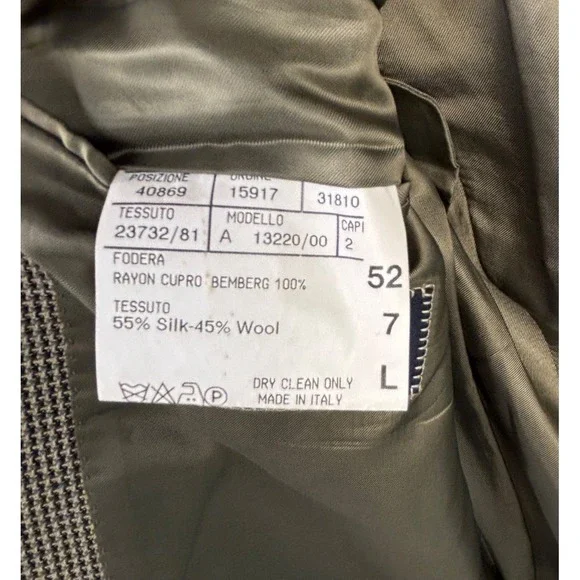 POSIZIONE ORDINE
40869 15917 31810
TESSUTO MODELLO CAPI
23732/81 A 13220/00 2
FODERA
RAYON CUPRO BEMBERG 100% 52
TESSUTO
55% Silk-45% Wool 7
DRY CLEAN ONLY L
MADE IN ITALY
P